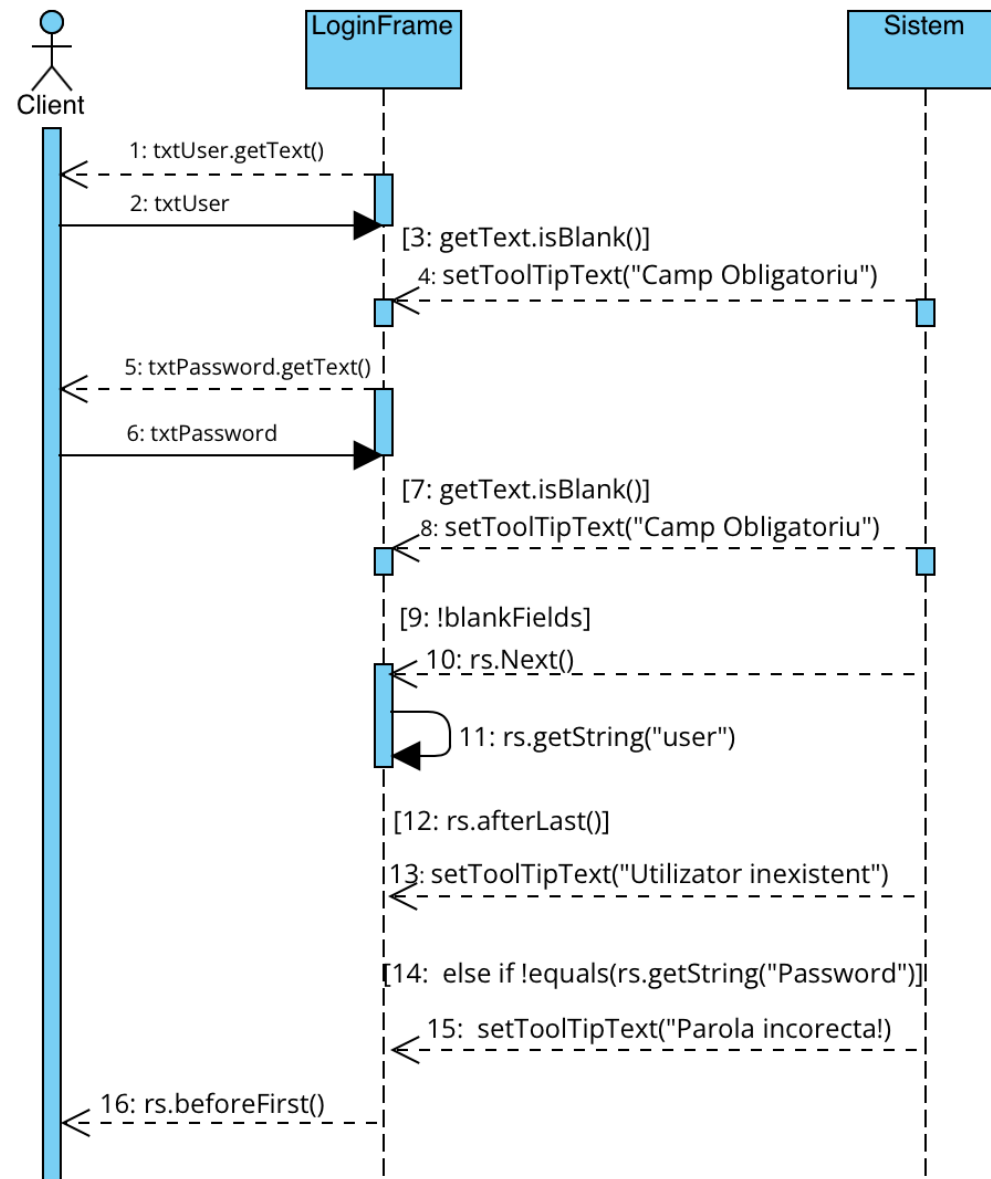 LoginFrame
Sistem
Client
1: txtUser.getText()
2: txtUser
[3: getText.isBlank()]
4: setToolTipText("Camp Obligatoriu")
5: txtPassword.getText()
6: txtPassword
[7: getText.isBlank()]
8: setToolTipText("Camp Obligatoriu")
[9: !blankFields]
10: rs.Next()
11: rs.getString("user")
[12: rs.afterLast()]
13: setToolTipText("Utilizator inexistent")
[14:  else if !equals(rs.getString("Password")]
15:  setToolTipText("Parola incorecta!)
16: rs.beforeFirst()